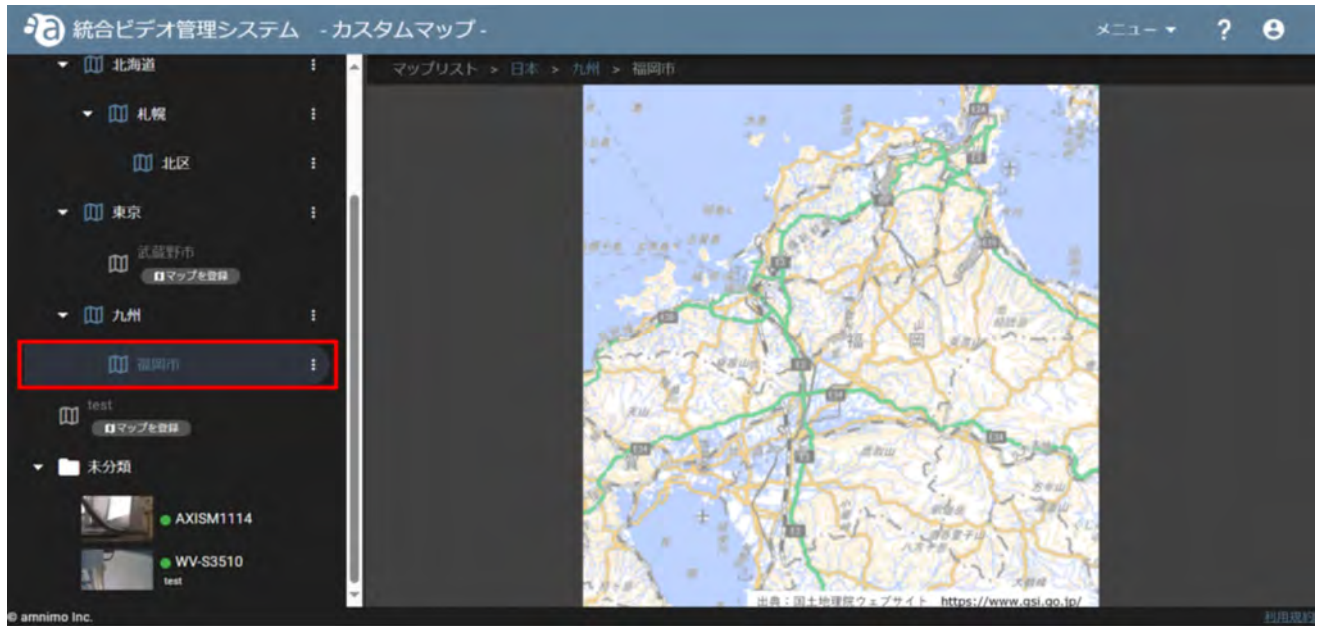 統合ビデオ管理システム - カスタムマップ -
メニュー
?
北海道
札幌
北区
東京
武蔵野市
マップを登録
九州
福岡市
test
マップを登録
未分類
AXISM1114
WV-S3510
test
マップリスト > 日本 > 九州 > 福岡市
福 岡
出典：国土地理院ウェブサイト https://www.gsi.go.jp/
© amnimo Inc.
利用規約